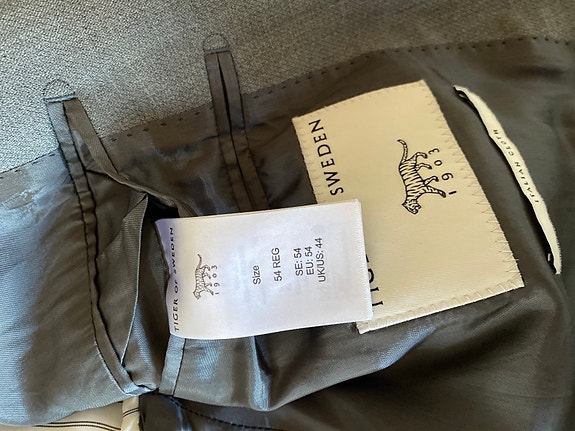 TIGER OF SWEDEN
1903
Size
54 REG
SE: 54
EU: 54
UK/US: 44
SWEDEN
1903
ITALIAN CLOTH